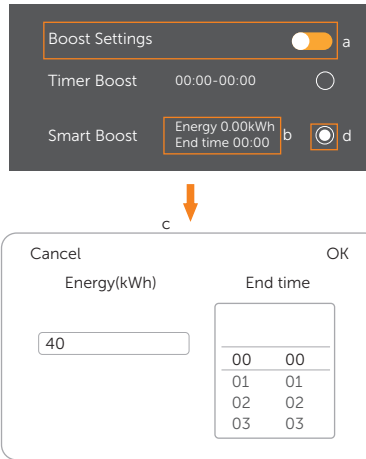 Boost Settings a
Timer Boost 00:00-00:00
Smart Boost Energy 0.00kWh b d
End time 00:00
c
Cancel OK
Energy(kWh) End time
40
00 00
01 01
02 02
03 03